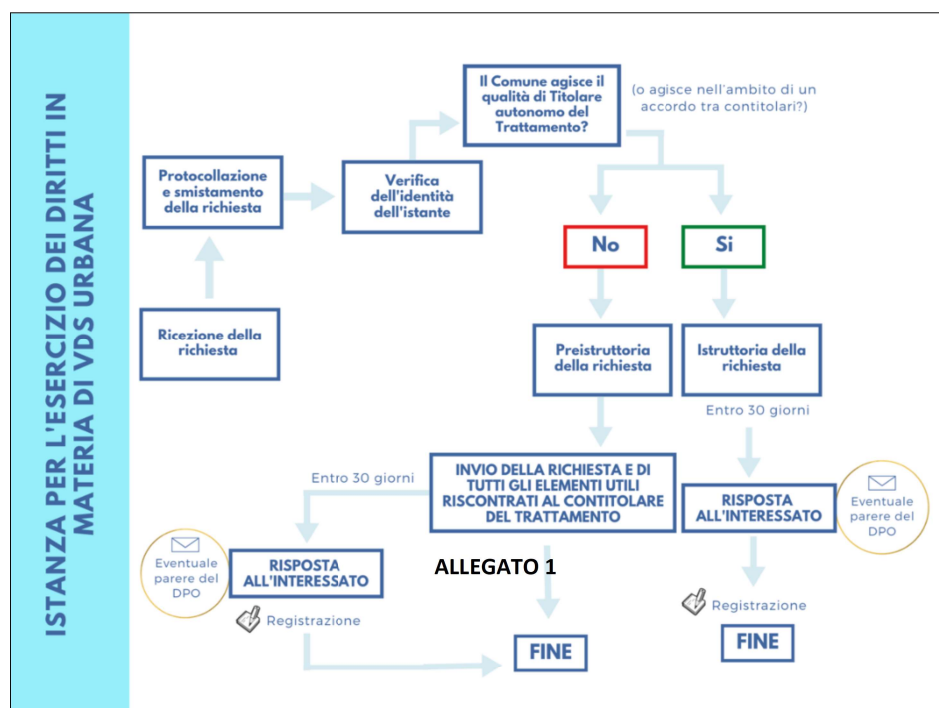 ISTANZA PER L'ESERCIZIO DEI DIRITTI IN
MATERIA DI VDS URBANA
Il Comune agisce il
qualità di Titolare
autonomo del
Trattamento?
(o agisce nell'ambito di un
accordo tra contitolari?)
Protocollazione
e smistamento
della richiesta
Verifica
dell'identità
dell'istante
No
Si
Ricezione della
richiesta
Preistruttoria
della richiesta
Istruttoria della
richiesta
Entro 30 giorni
Entro 30 giorni
INVIO DELLA RICHIESTA E DI
TUTTI GLI ELEMENTI UTILI
RISCONTRATI AL CONTITOLARE
DEL TRATTAMENTO
RISPOSTA
ALL'INTERESSATO
Eventuale
parere del
DPO
Eventuale
parere del
DPO
RISPOSTA
ALL'INTERESSATO
ALLEGATO 1
Registrazione
Registrazione
FINE
FINE